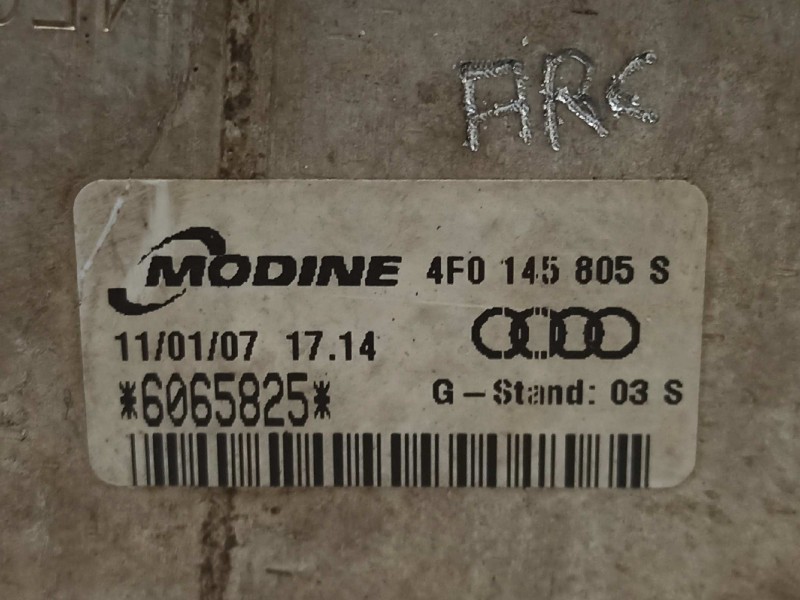 ARC
MODINE 4F0 145 805 S
11/01/07 17.14
*6065825*
G-Stand: 03 S